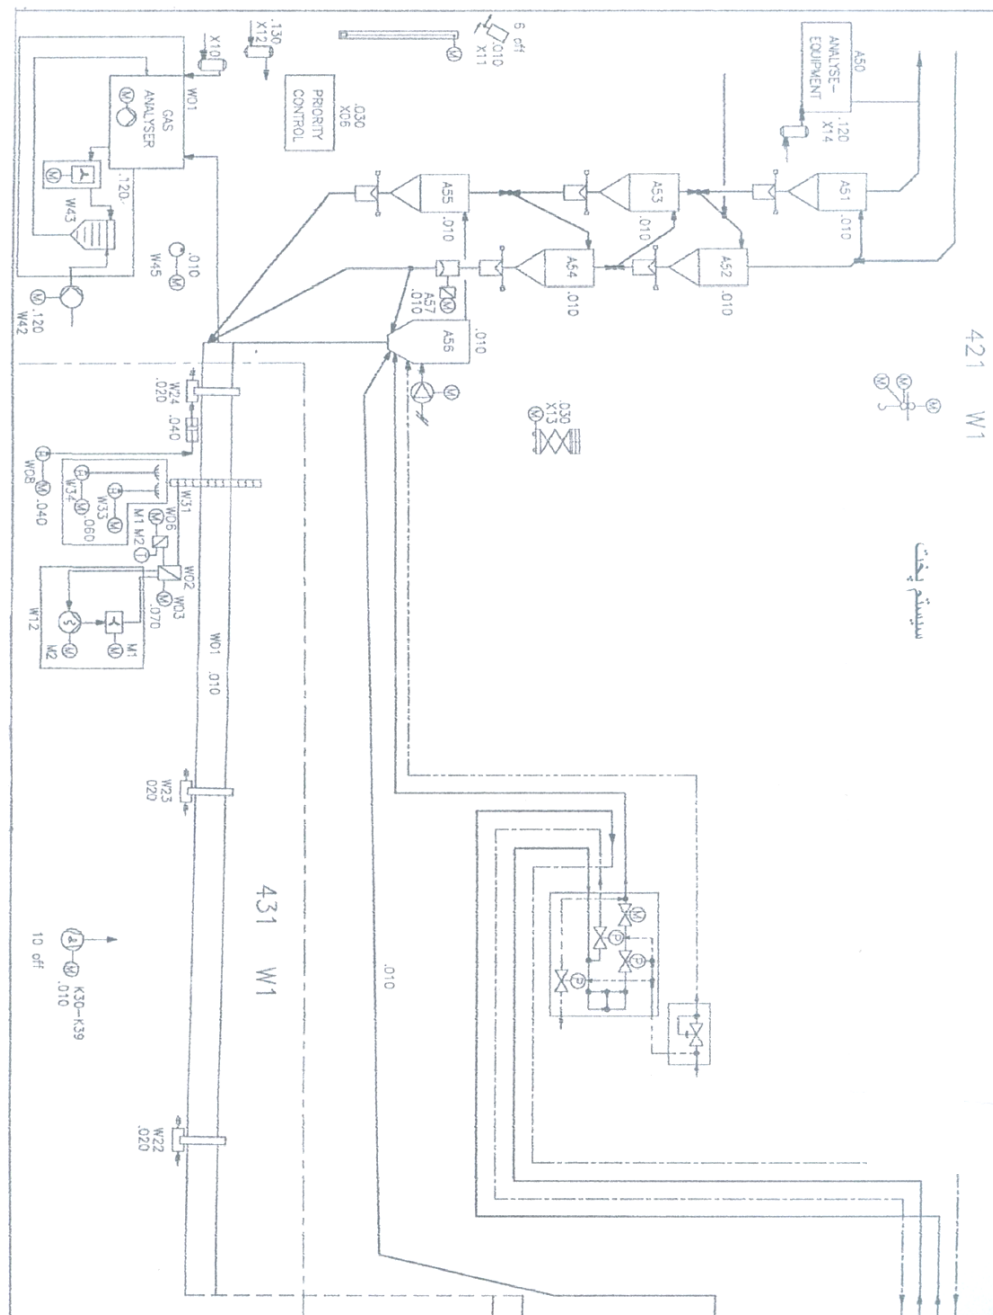 421 W1
سیستم پخت
A50
ANALYSE-
EQUIPMENT
.120
X14
A51
.010
A52
.010
A53
.010
A54
.010
A55
.010
A56
.010
A57
.010
M
6 off
.010
X11
M
.030
X06
PRIORITY
CONTROL
.130
X12
X10
W01
GAS
ANALYSER
M
.120
M
W43
.010
W45
M
M
.120
W42
M
M
M
M
.030
X13
M
M
P
P
P
.010
431 W1
W24
.020
.040
W08
M
.040
W31
W34
M
.060
W33
M
W06
M1 M2
M
T
W02
W03
M
.070
W12
M1
M
M2
M
W01 .010
W23
020
K30-K39
.010
M
10 off
W22
.020